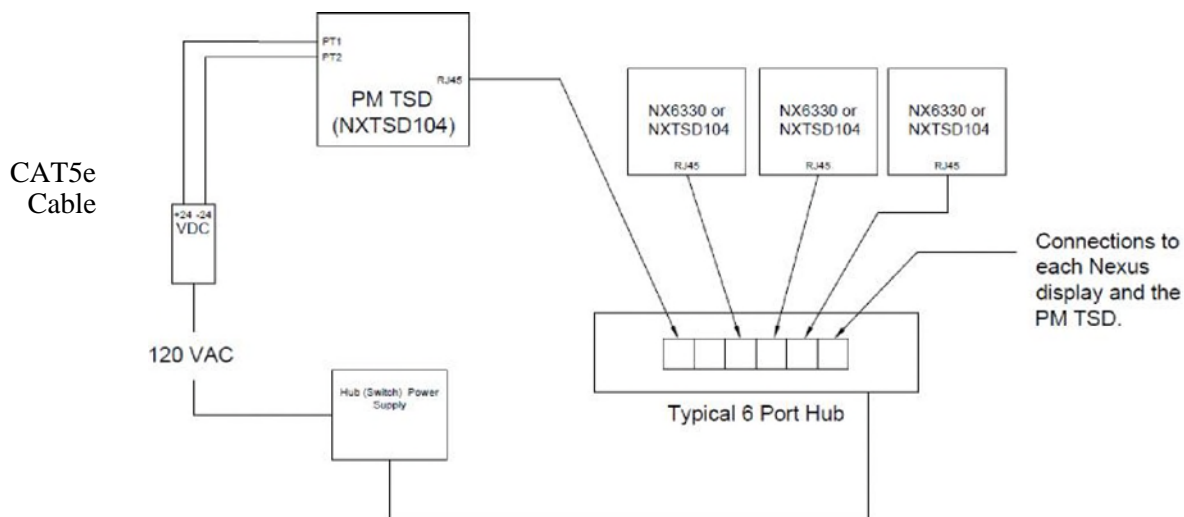 PT1
PT2
RJ45
PM TSD
(NXTSD104)
NX6330 or
NXTSD104
RJ45
NX6330 or
NXTSD104
RJ45
NX6330 or
NXTSD104
RJ45
CAT5e
Cable
+24 -24
VDC
Connections to
each Nexus
display and the
PM TSD.
120 VAC
Hub (Switch) Power
Supply
Typical 6 Port Hub